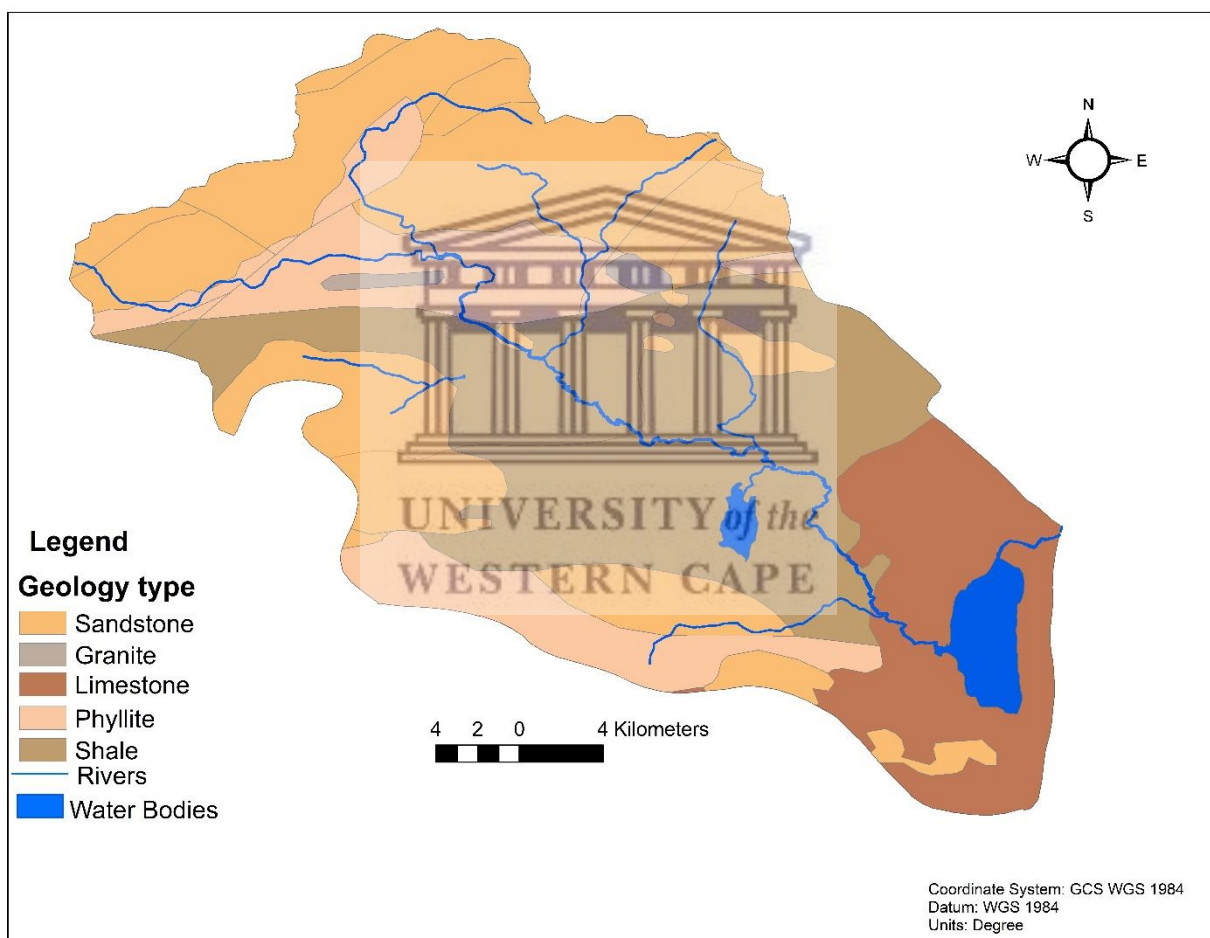 N
W E
S
UNIVERSITY of the
WESTERN CAPE
Legend
Geology type
Sandstone
Granite
Limestone
Phyllite
Shale
Rivers
Water Bodies
4 2 0 4 Kilometers
Coordinate System: GCS WGS 1984
Datum: WGS 1984
Units: Degree